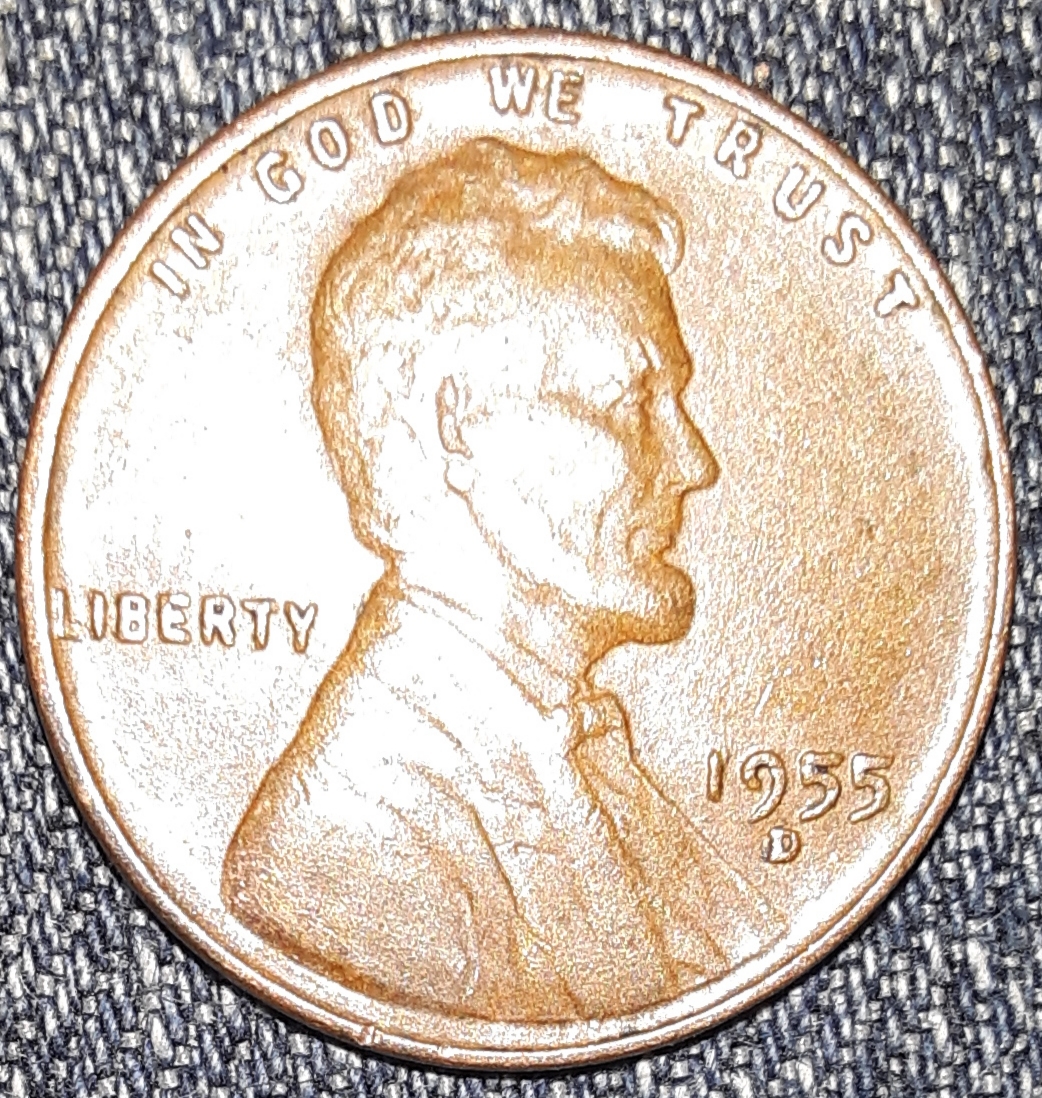 IN GOD WE TRUST
LIBERTY
1955
D